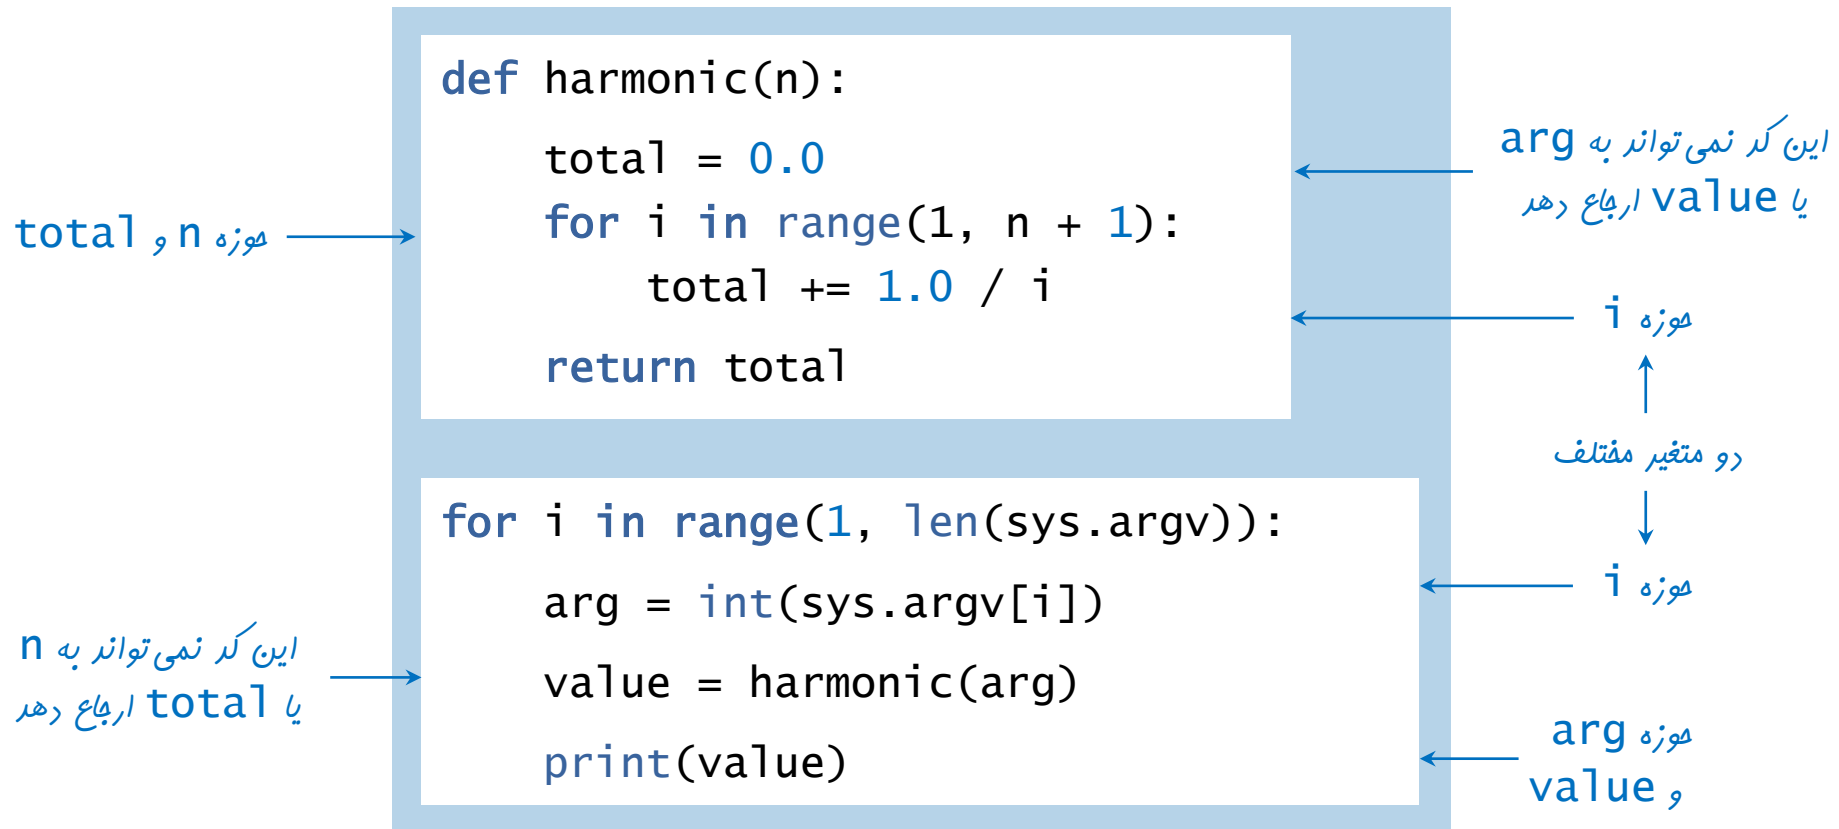 def harmonic(n):
total = 0.0
for i in range(1, n + 1):
total += 1.0 / i
return total
for i in range(1, len(sys.argv)):
arg = int(sys.argv[i])
value = harmonic(arg)
print(value)
حوزه n و total
این کد نمی‌تواند به n
یا total ارجاع دهد
این کد نمی‌تواند به arg
یا value ارجاع دهد
حوزه i
دو متغیر مختلف
حوزه i
حوزه arg
و value